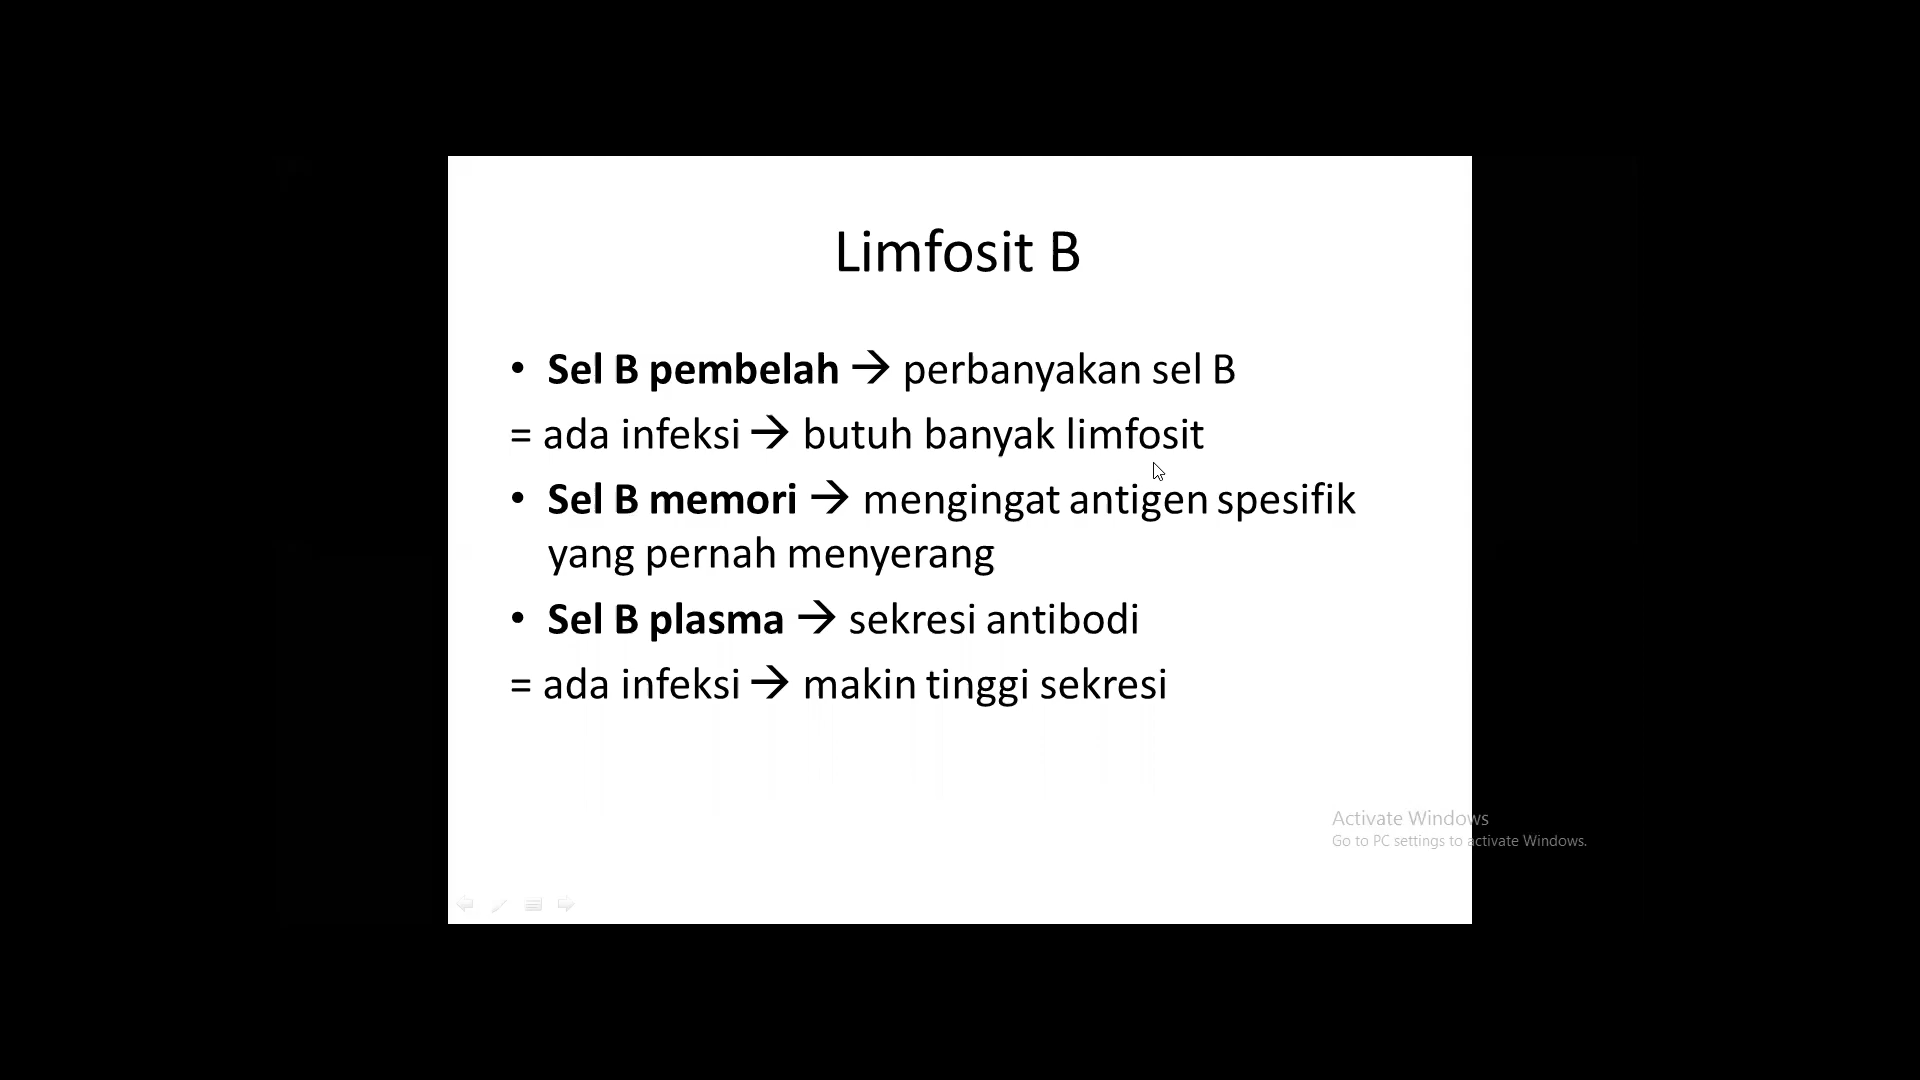 Limfosit B
• Sel B pembelah → perbanyakan sel B
= ada infeksi → butuh banyak limfosit
• Sel B memori → mengingat antigen spesifik
yang pernah menyerang
• Sel B plasma → sekresi antibodi
= ada infeksi → makin tinggi sekresi
Activate Windows
Go to PC settings to activate Windows.